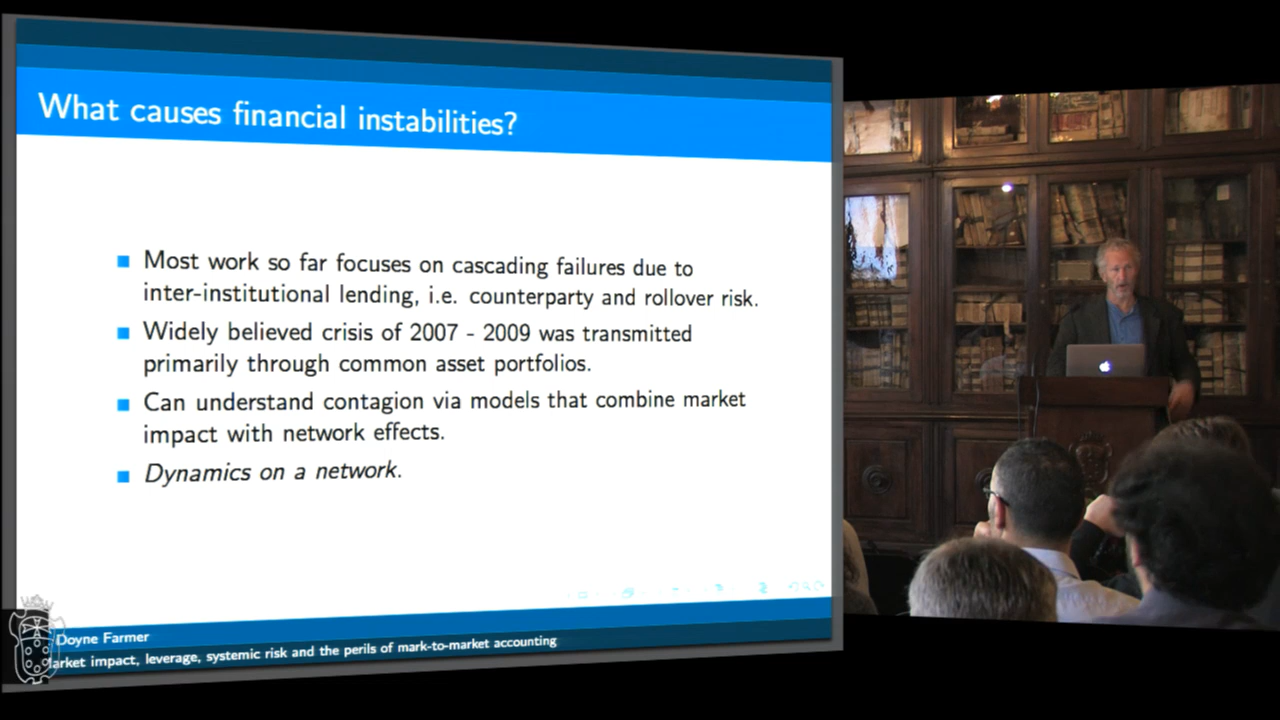 What causes financial instabilities?
Most work so far focuses on cascading failures due to
inter-institutional lending, i.e. counterparty and rollover risk.
Widely believed crisis of 2007 - 2009 was transmitted
primarily through common asset portfolios.
Can understand contagion via models that combine market
impact with network effects.
Dynamics on a network.
Doyne Farmer
arket impact, leverage, systemic risk and the perils of mark-to-market accounting